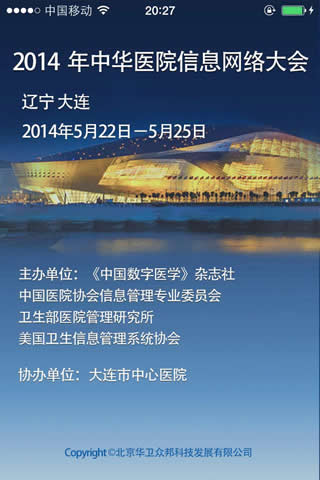 中国移动 20:27
2014 年中华医院信息网络大会
辽宁 大连
2014年5月22日－5月25日
主办单位：《中国数字医学》杂志社
中国医院协会信息管理专业委员会
卫生部医院管理研究所
美国卫生信息管理系统协会
协办单位：大连市中心医院
Copyright ©北京华卫众邦科技发展有限公司